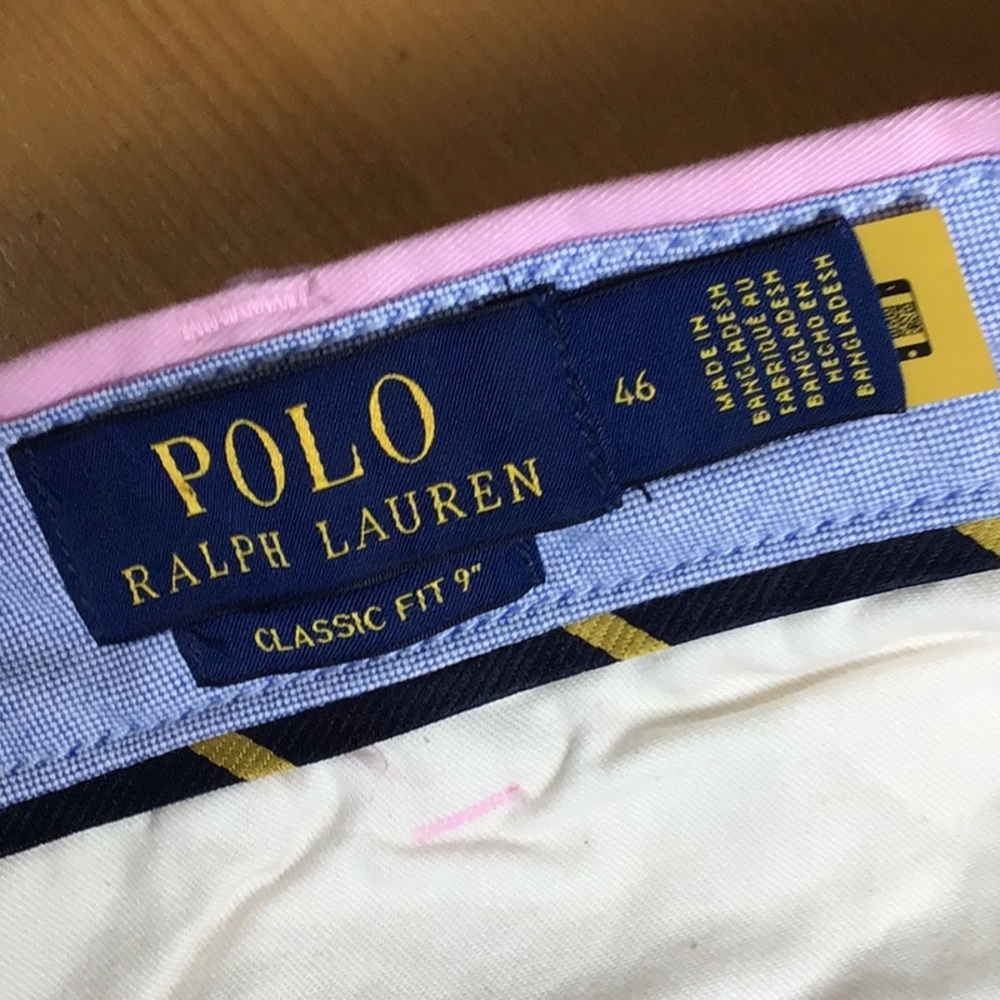 POLO
RALPH LAUREN
CLASSIC FIT 9"
46
MADE IN
BANGLADESH
FABRIQUÉ AU
BANGLADESH
HECHO EN
BANGLADESH